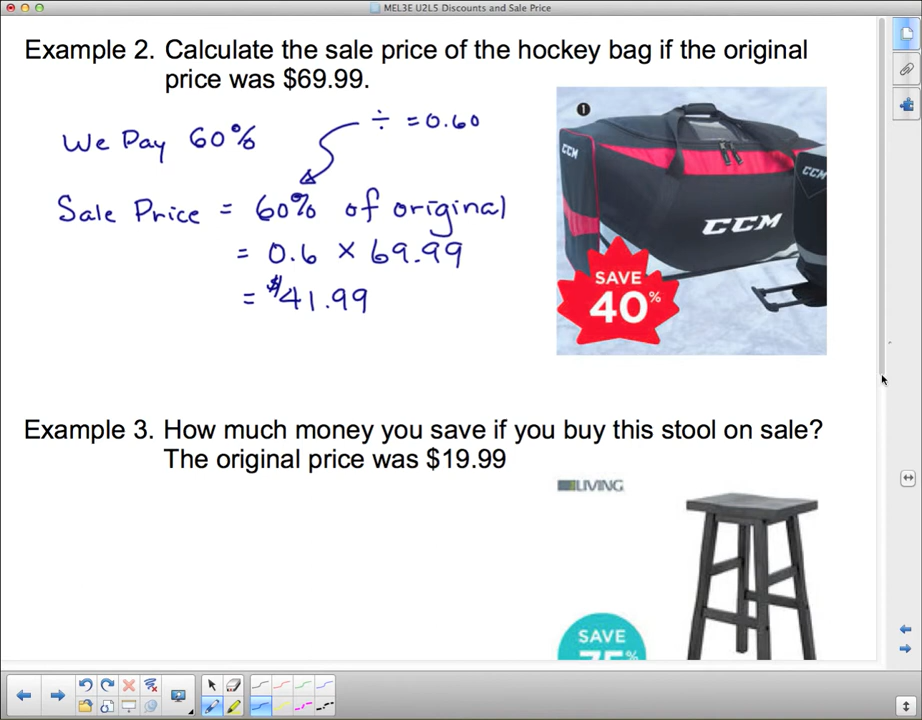 MEL3E U2L5 Discounts and Sale Price
Example 2. Calculate the sale price of the hockey bag if the original
price was $69.99.
We Pay 60%
÷ = 0.60
Sale Price = 60% of original
= 0.6 × 69.99
= $41.99
1
CCM
CCM
CCM
SAVE
40%
Example 3. How much money you save if you buy this stool on sale?
The original price was $19.99
LIVING
SAVE